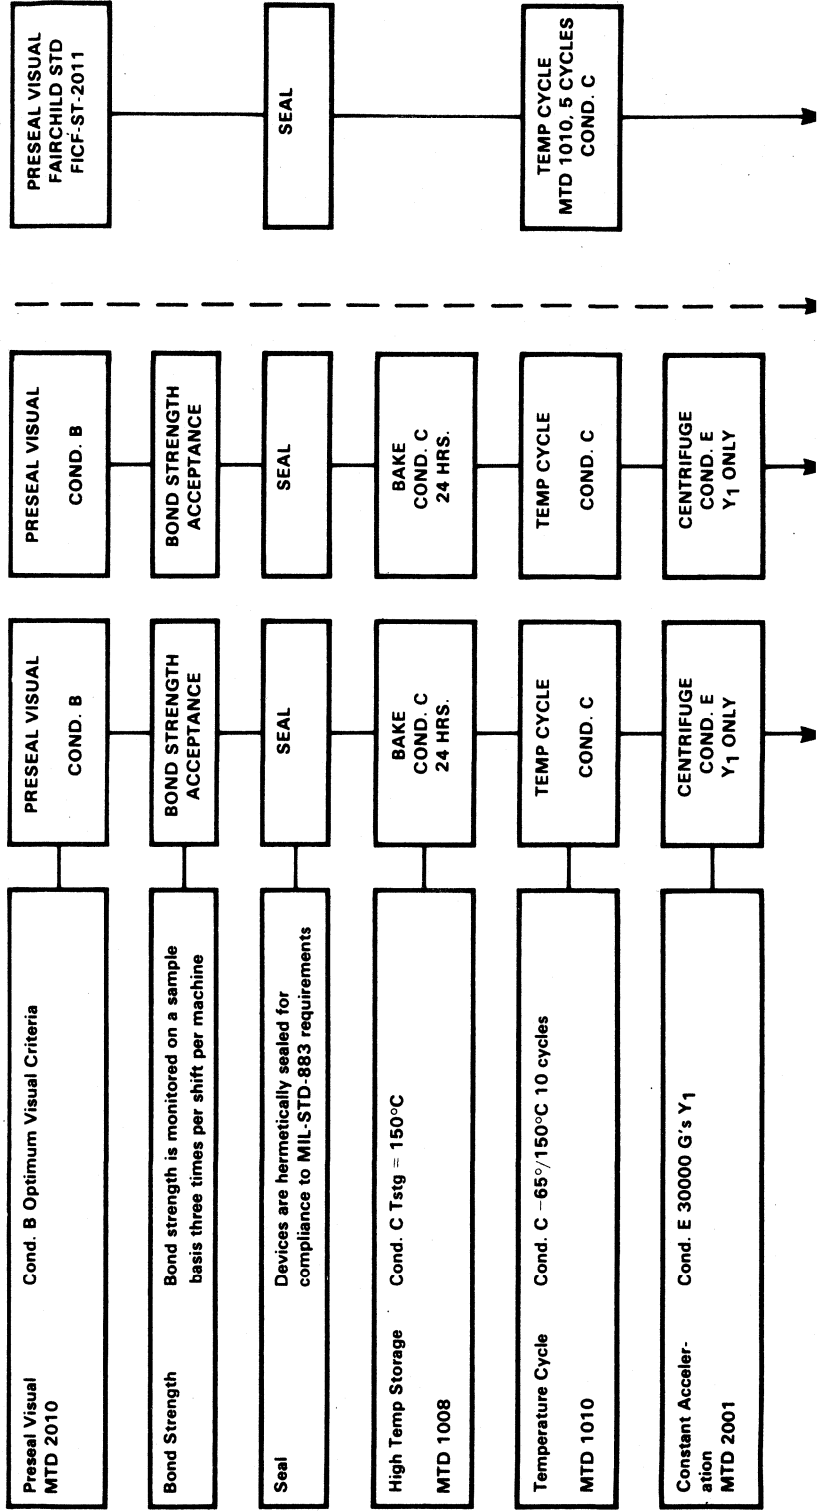 Preseal Visual
MTD 2010
Cond. B Optimum Visual Criteria
Bond Strength
Bond strength is monitored on a sample
basis three times per shift per machine
Seal
Devices are hermetically sealed for
compliance to MIL-STD-883 requirements
High Temp Storage
MTD 1008
Cond. C Tstg = 150°C
Temperature Cycle
MTD 1010
Cond. C −65°/150°C 10 cycles
Constant Acceler-
ation
MTD 2001
Cond. E 30000 G's Y1
PRESEAL VISUAL
COND. B
BOND STRENGTH
ACCEPTANCE
SEAL
BAKE
COND. C
24 HRS.
TEMP CYCLE
COND. C
CENTRIFUGE
COND. E
Y1 ONLY
PRESEAL VISUAL
COND. B
BOND STRENGTH
ACCEPTANCE
SEAL
BAKE
COND. C
24 HRS.
TEMP CYCLE
COND. C
CENTRIFUGE
COND. E
Y1 ONLY
PRESEAL VISUAL
FAIRCHILD STD
FICF-ST-2011
SEAL
TEMP CYCLE
MTD 1010, 5 CYCLES
COND. C